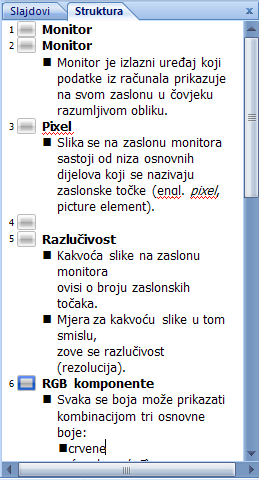 Slajdovi Struktura x
1 Monitor
2 Monitor
■ Monitor je izlazni uređaj koji
podatke iz računala prikazuje
na svom zaslonu u čovjeku
razumljivom obliku.
3 Pixel
■ Slika se na zaslonu monitora
sastoji od niza osnovnih
dijelova koji se nazivaju
zaslonske točke (engl. pixel,
picture element).
4
5 Razlučivost
■ Kakvoća slike na zaslonu
monitora
ovisi o broju zaslonskih
točaka.
■ Mjera za kakvoću slike u tom
smislu,
zove se razlučivost
(rezolucija).
6 RGB komponente
■ Svaka se boja može prikazati
kombinacijom tri osnovne
boje:
■crvene